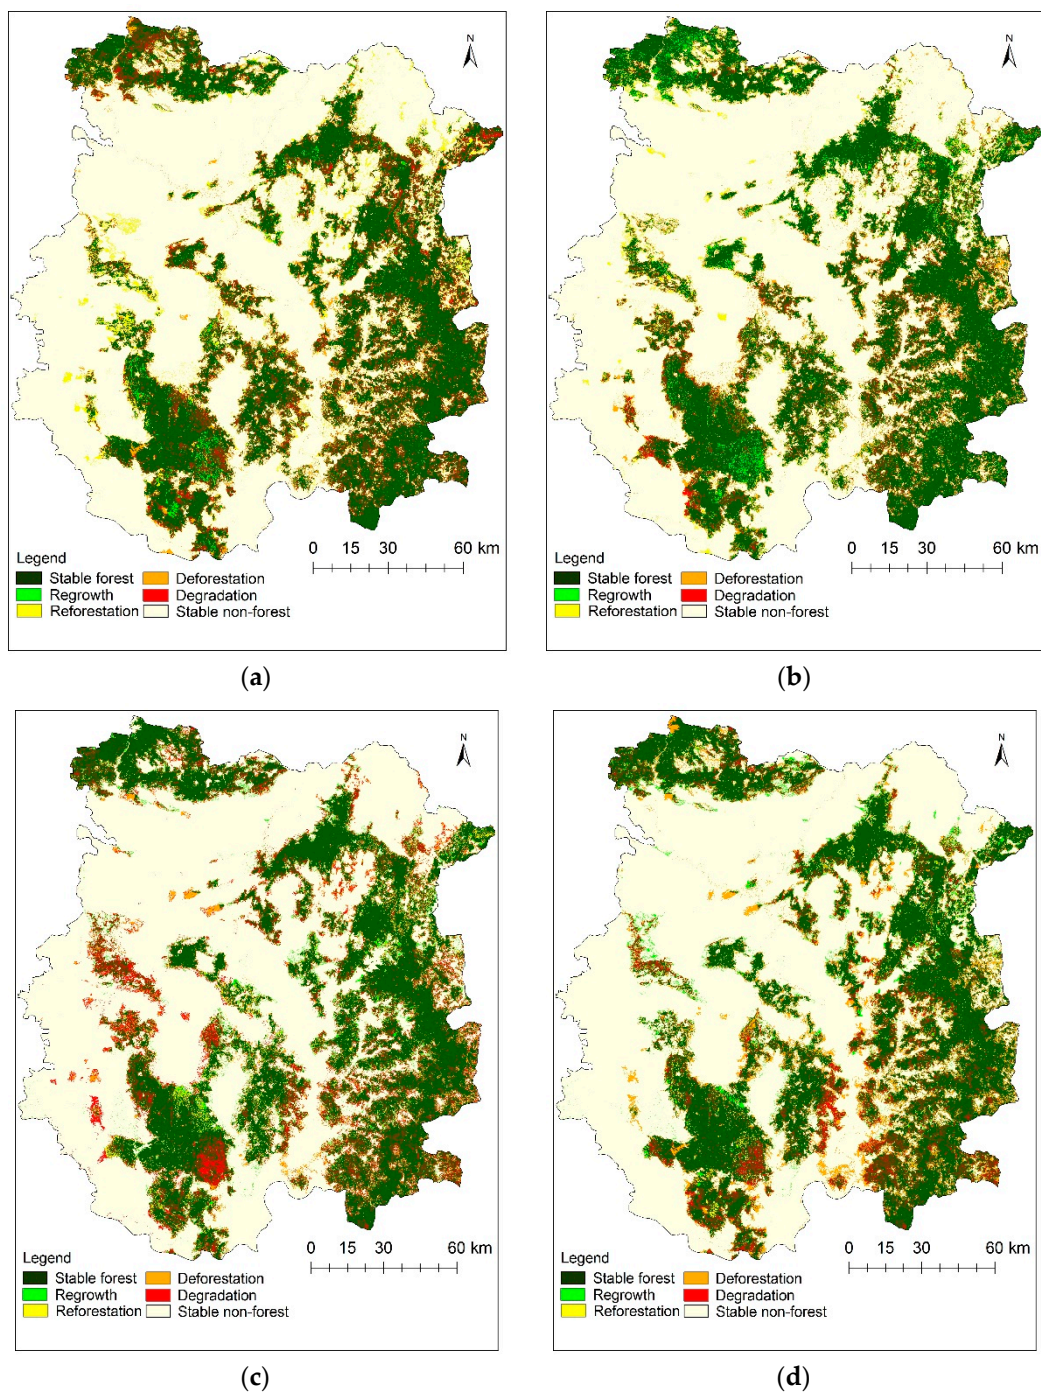 N
Legend
Stable forest Deforestation
Regrowth Degradation
Reforestation Stable non-forest
0 15 30 60 km
(a)
N
Legend
Stable forest Deforestation
Regrowth Degradation
Reforestation Stable non-forest
0 15 30 60 km
(b)
N
Legend
Stable forest Deforestation
Regrowth Degradation
Reforestation Stable non-forest
0 15 30 60 km
(c)
N
Legend
Stable forest Deforestation
Regrowth Degradation
Reforestation Stable non-forest
0 15 30 60 km
(d)